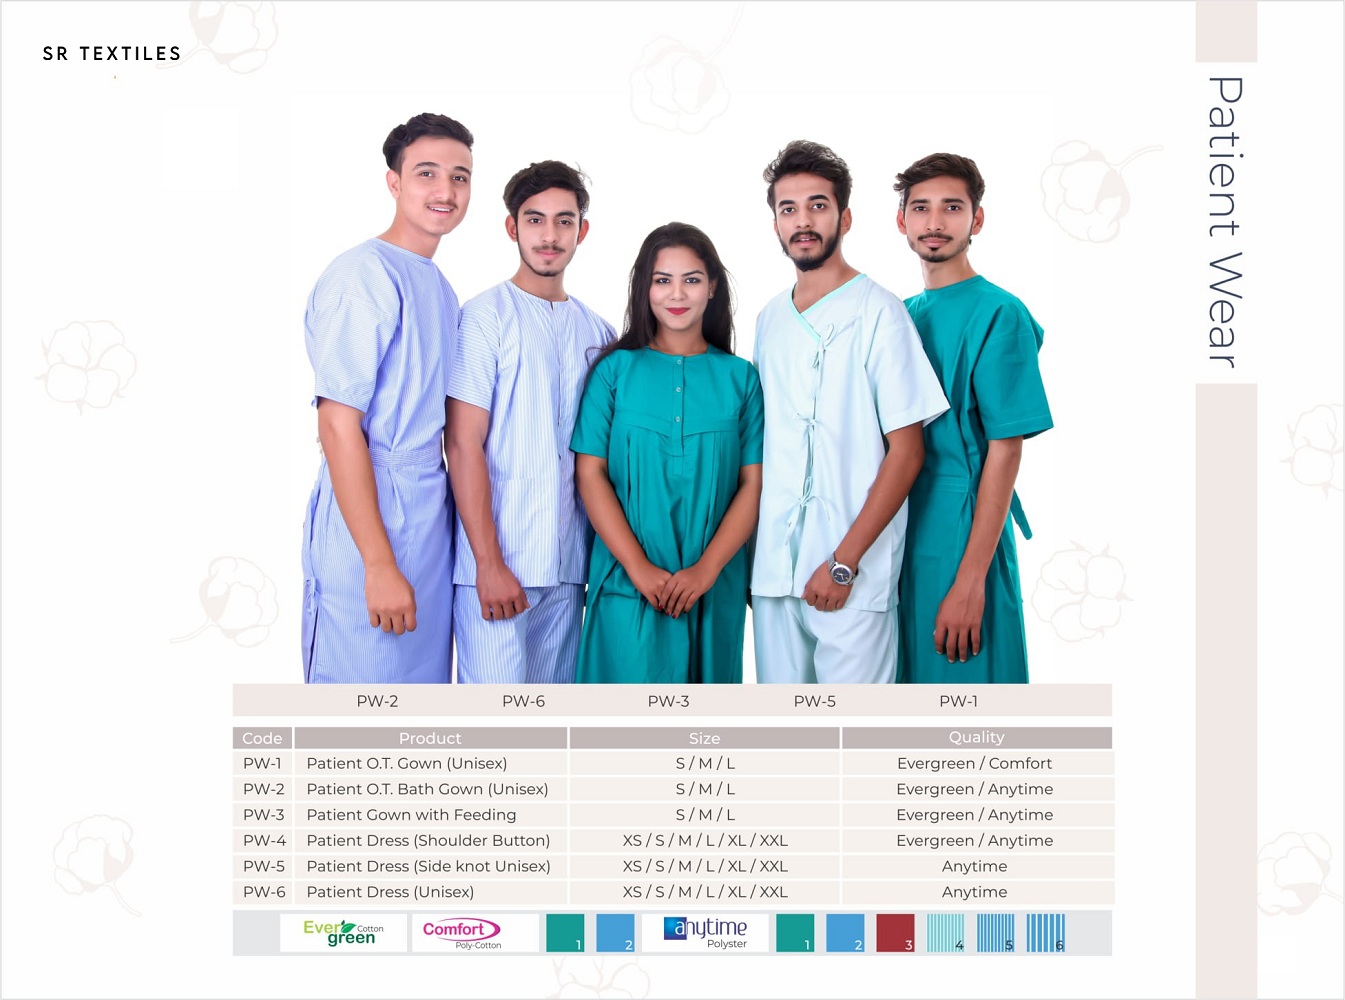 SR TEXTILES
Patient Wear
PW-2 PW-6 PW-3 PW-5 PW-1
Code Product Size Quality
PW-1 Patient O.T. Gown (Unisex) S / M / L Evergreen / Comfort
PW-2 Patient O.T. Bath Gown (Unisex) S / M / L Evergreen / Anytime
PW-3 Patient Gown with Feeding S / M / L Evergreen / Anytime
PW-4 Patient Dress (Shoulder Button) XS / S / M / L / XL / XXL Evergreen / Anytime
PW-5 Patient Dress (Side knot Unisex) XS / S / M / L / XL / XXL Anytime
PW-6 Patient Dress (Unisex) XS / S / M / L / XL / XXL Anytime
Ever green Cotton Comfort Poly-Cotton 1 2 anytime Polyster 1 2 3 4 5 6